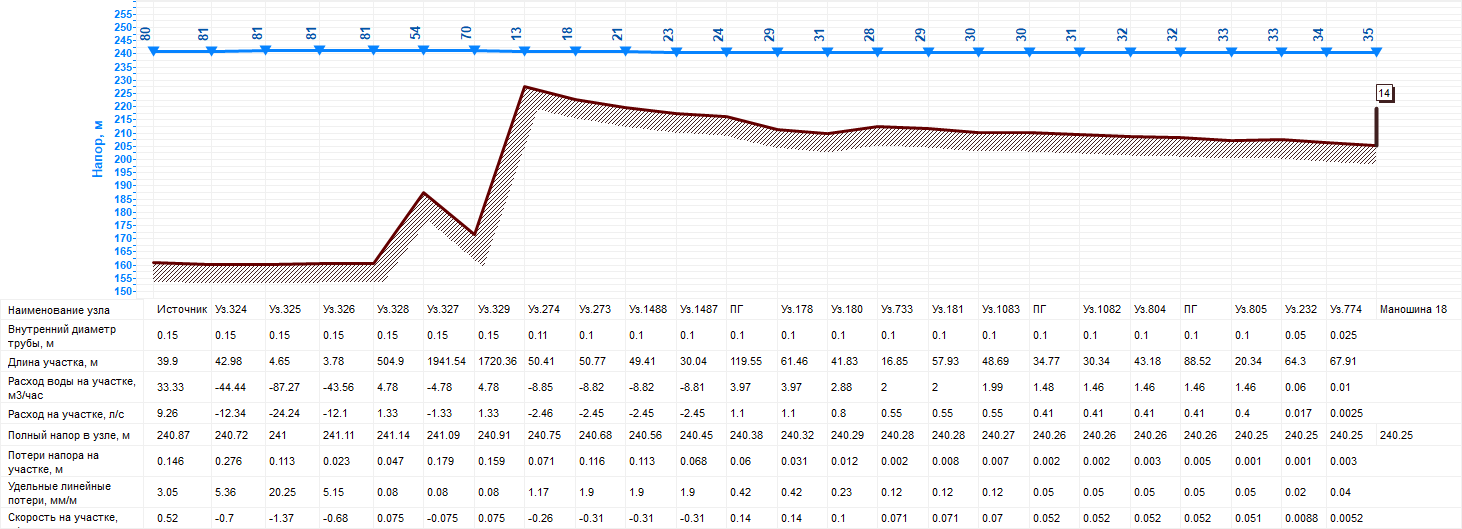 80 81 81 81 81 54 70 13 18 21 23 24 29 31 28 29 30 30 31 32 32 33 33 34 35
Напор, м
255
250
245
240
235
230
225
220
215
210
205
200
195
190
185
180
175
170
165
160
155
150
14
Наименование узла Источник Уз.324 Уз.325 Уз.326 Уз.328 Уз.327 Уз.329 Уз.274 Уз.273 Уз.1488 Уз.1487 ПГ Уз.178 Уз.180 Уз.733 Уз.181 Уз.1083 ПГ Уз.1082 Уз.804 ПГ Уз.805 Уз.232 Уз.774 Маношина 18
Внутренний диаметр
трубы, м 0.15 0.15 0.15 0.15 0.15 0.15 0.15 0.11 0.1 0.1 0.1 0.1 0.1 0.1 0.1 0.1 0.1 0.1 0.1 0.1 0.1 0.1 0.05 0.025
Длина участка, м 39.9 42.98 4.65 3.78 504.9 1941.54 1720.36 50.41 50.77 49.41 30.04 119.55 61.46 41.83 16.85 57.93 48.69 34.77 30.34 43.18 88.52 20.34 64.3 67.91
Расход воды на участке,
м3/час 33.33 -44.44 -87.27 -43.56 4.78 -4.78 4.78 -8.85 -8.82 -8.82 -8.81 3.97 3.97 2.88 2 2 1.99 1.48 1.46 1.46 1.46 1.46 0.06 0.01
Расход на участке, л/с 9.26 -12.34 -24.24 -12.1 1.33 -1.33 1.33 -2.46 -2.45 -2.45 -2.45 1.1 1.1 0.8 0.55 0.55 0.55 0.41 0.41 0.41 0.41 0.4 0.017 0.0025
Полный напор в узле, м 240.87 240.72 241 241.11 241.14 241.09 240.91 240.75 240.68 240.56 240.45 240.38 240.32 240.29 240.28 240.28 240.27 240.26 240.26 240.26 240.26 240.25 240.25 240.25 240.25
Потери напора на
участке, м 0.146 0.276 0.113 0.023 0.047 0.179 0.159 0.071 0.116 0.113 0.068 0.06 0.031 0.012 0.002 0.008 0.007 0.002 0.002 0.003 0.005 0.001 0.001 0.003
Удельные линейные
потери, мм/м 3.05 5.36 20.25 5.15 0.08 0.08 0.08 1.17 1.9 1.9 1.9 0.42 0.42 0.23 0.12 0.12 0.12 0.05 0.05 0.05 0.05 0.05 0.02 0.04
Скорость на участке, 0.52 -0.7 -1.37 -0.68 0.075 -0.075 0.075 -0.26 -0.31 -0.31 -0.31 0.14 0.14 0.1 0.071 0.071 0.07 0.052 0.052 0.052 0.052 0.051 0.0088 0.0052